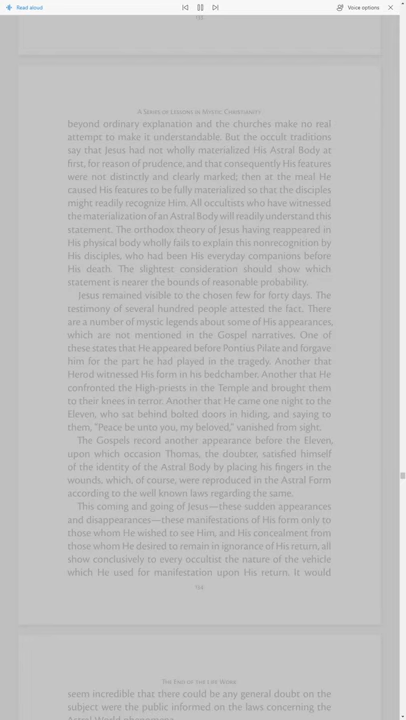 Read aloud
Voice options
133
A Series of Lessons in Mystic Christianity
beyond ordinary explanation and the churches make no real
attempt to make it understandable. But the occult traditions
say that Jesus had not wholly materialized His Astral Body at
first, for reason of prudence, and that consequently His features
were not distinctly and clearly marked; then at the meal He
caused His features to be fully materialized so that the disciples
might readily recognize Him. All occultists who have witnessed
the materialization of an Astral Body will readily understand this
statement. The orthodox theory of Jesus having reappeared in
His physical body wholly fails to explain this nonrecognition by
His disciples, who had been His everyday companions before
His death. The slightest consideration should show which
statement is nearer the bounds of reasonable probability.
Jesus remained visible to the chosen few for forty days. The
testimony of several hundred people attested the fact. There
are a number of mystic legends about some of His appearances,
which are not mentioned in the Gospel narratives. One of
these states that He appeared before Pontius Pilate and forgave
him for the part he had played in the tragedy. Another that
Herod witnessed His form in his bedchamber. Another that He
confronted the High-priests in the Temple and brought them
to their knees in terror. Another that He came one night to the
Eleven, who sat behind bolted doors in hiding, and saying to
them, "Peace be unto you, my beloved," vanished from sight.
The Gospels record another appearance before the Eleven,
upon which occasion Thomas, the doubter, satisfied himself
of the identity of the Astral Body by placing his fingers in the
wounds, which, of course, were reproduced in the Astral Form
according to the well known laws regarding the same.
This coming and going of Jesus—these sudden appearances
and disappearances—these manifestations of His form only to
those whom He wished to see Him, and His concealment from
those whom He desired to remain in ignorance of His return, all
show conclusively to every occultist the nature of the vehicle
which He used for manifestation upon His return. It would
134
The End of the Life Work
seem incredible that there could be any general doubt on the
subject were the public informed on the laws concerning the
Astral World phenomena.